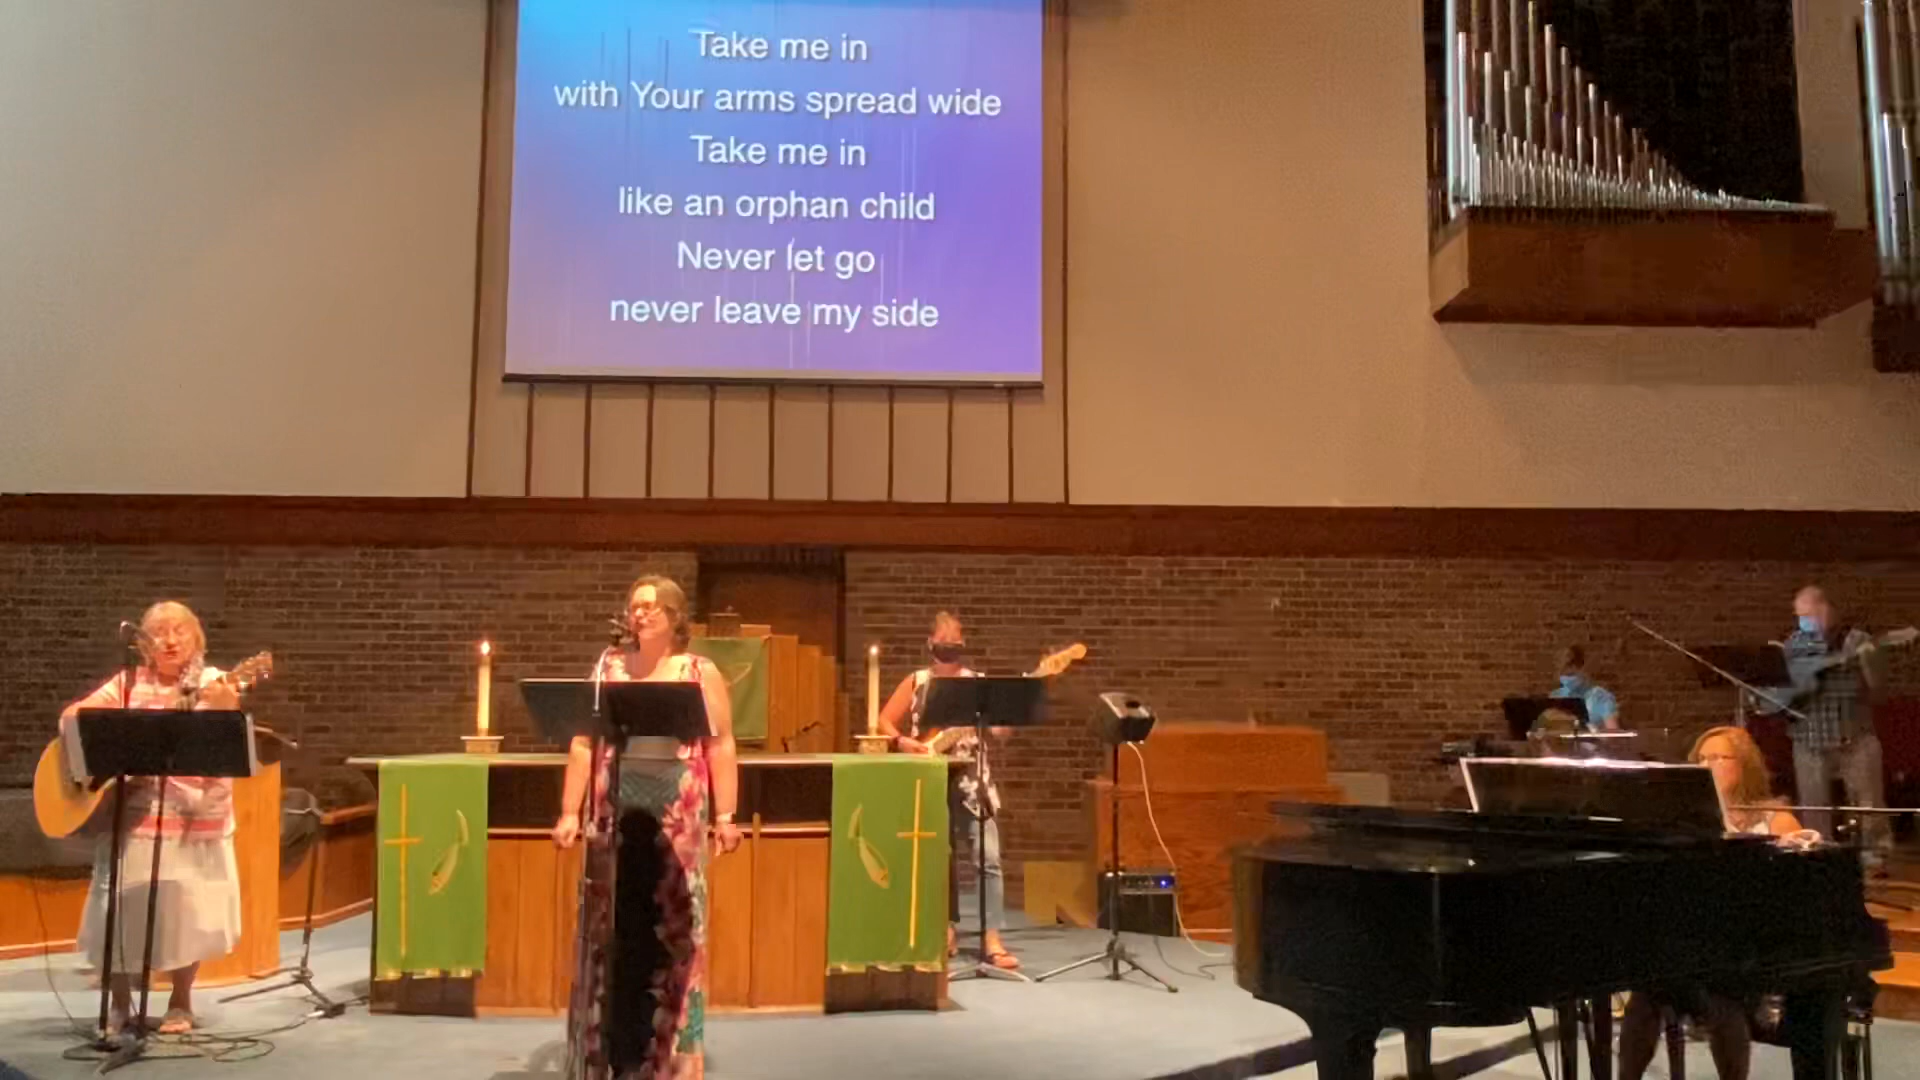 Take me in
with Your arms spread wide
Take me in
like an orphan child
Never let go
never leave my side